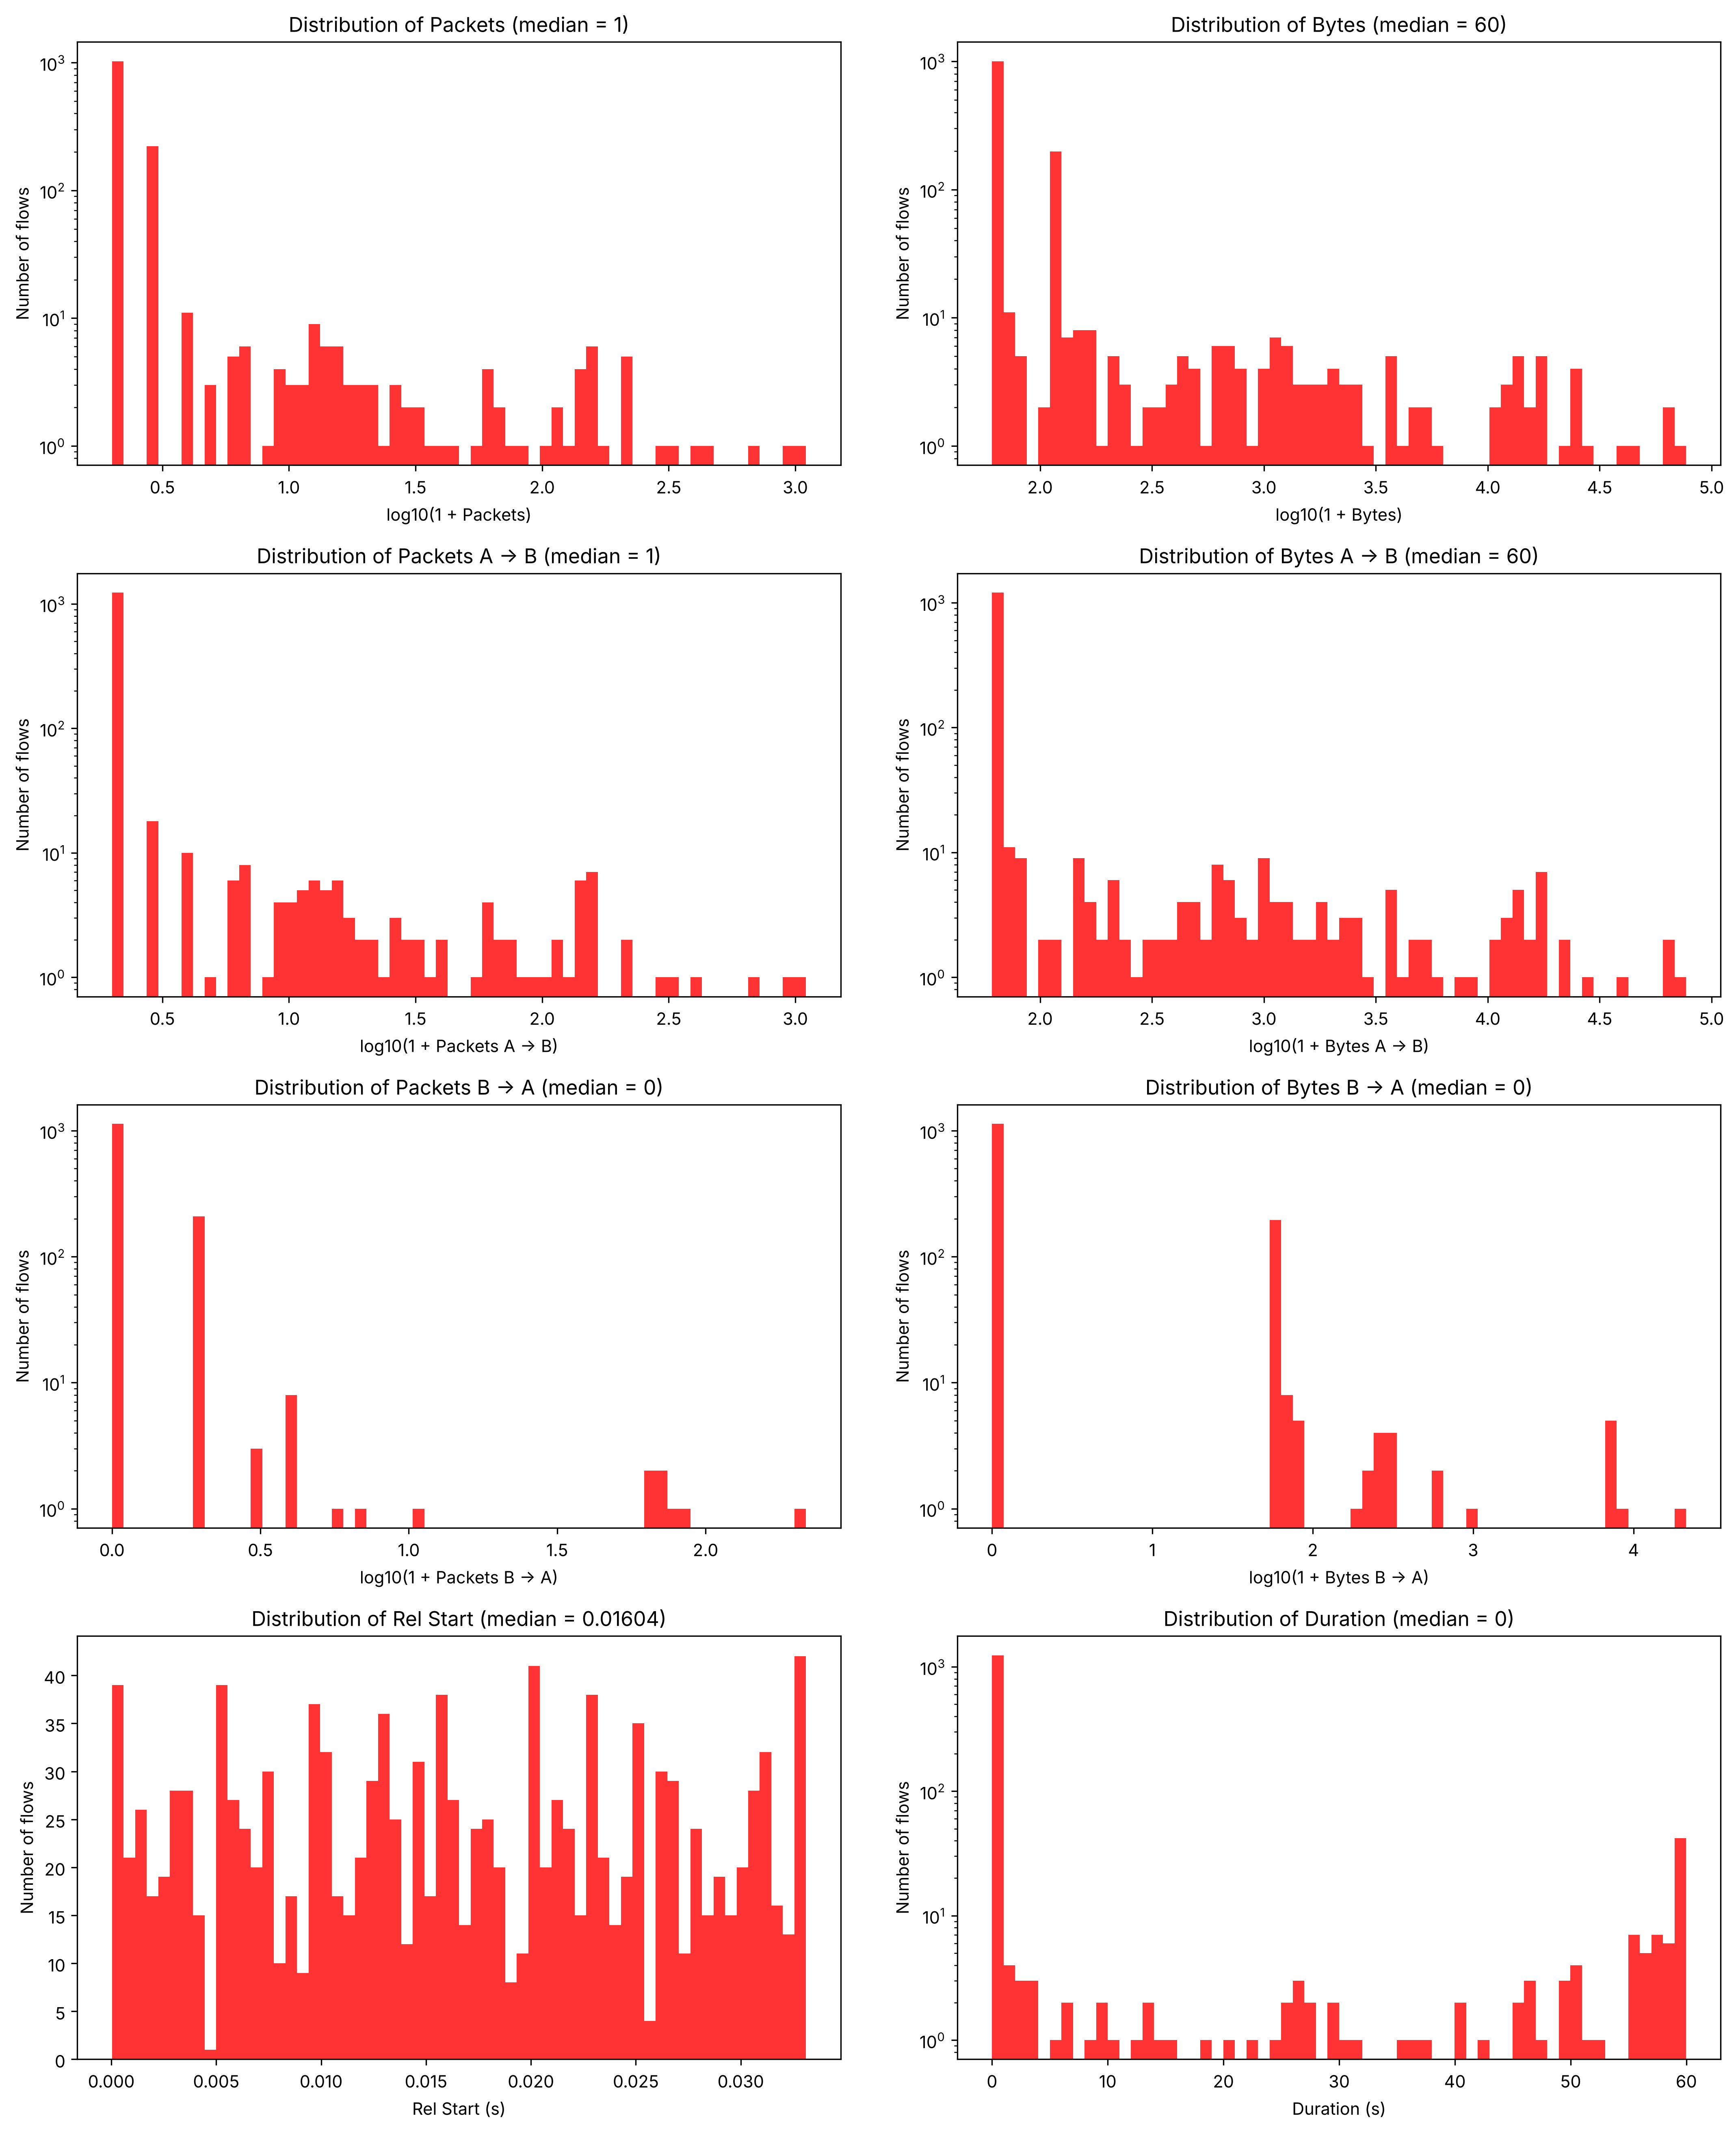 Distribution of Packets (median = 1)
Number of flows
10³
10²
10¹
10⁰
0.5 1.0 1.5 2.0 2.5 3.0
log10(1 + Packets)
Distribution of Bytes (median = 60)
Number of flows
10³
10²
10¹
10⁰
2.0 2.5 3.0 3.5 4.0 4.5 5.0
log10(1 + Bytes)
Distribution of Packets A → B (median = 1)
Number of flows
10³
10²
10¹
10⁰
0.5 1.0 1.5 2.0 2.5 3.0
log10(1 + Packets A → B)
Distribution of Bytes A → B (median = 60)
Number of flows
10³
10²
10¹
10⁰
2.0 2.5 3.0 3.5 4.0 4.5 5.0
log10(1 + Bytes A → B)
Distribution of Packets B → A (median = 0)
Number of flows
10³
10²
10¹
10⁰
0.0 0.5 1.0 1.5 2.0
log10(1 + Packets B → A)
Distribution of Bytes B → A (median = 0)
Number of flows
10³
10²
10¹
10⁰
0 1 2 3 4
log10(1 + Bytes B → A)
Distribution of Rel Start (median = 0.01604)
Number of flows
40
35
30
25
20
15
10
5
0
0.000 0.005 0.010 0.015 0.020 0.025 0.030
Rel Start (s)
Distribution of Duration (median = 0)
Number of flows
10³
10²
10¹
10⁰
0 10 20 30 40 50 60
Duration (s)